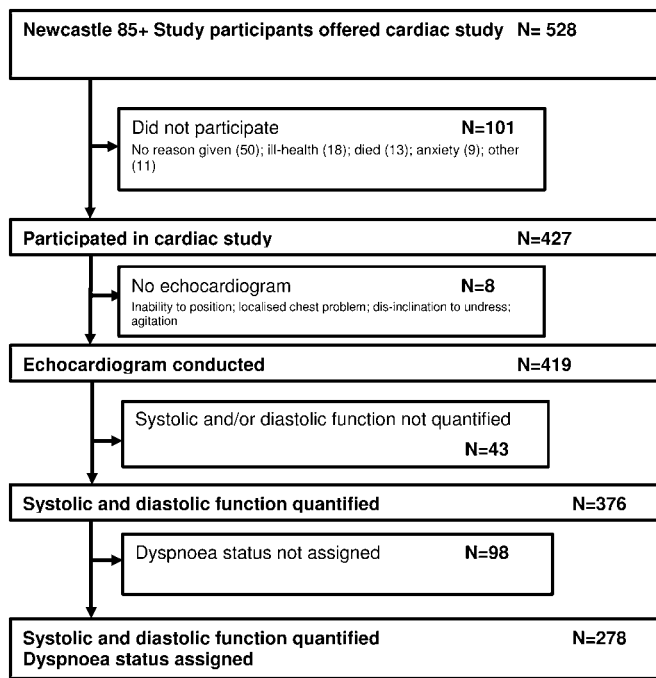 Newcastle 85+ Study participants offered cardiac study N= 528
Did not participate N=101
No reason given (50); ill-health (18); died (13); anxiety (9); other
(11)
Participated in cardiac study N=427
No echocardiogram N=8
Inability to position; localised chest problem; dis-inclination to undress;
agitation
Echocardiogram conducted N=419
Systolic and/or diastolic function not quantified
N=43
Systolic and diastolic function quantified N=376
Dyspnoea status not assigned N=98
Systolic and diastolic function quantified N=278
Dyspnoea status assigned